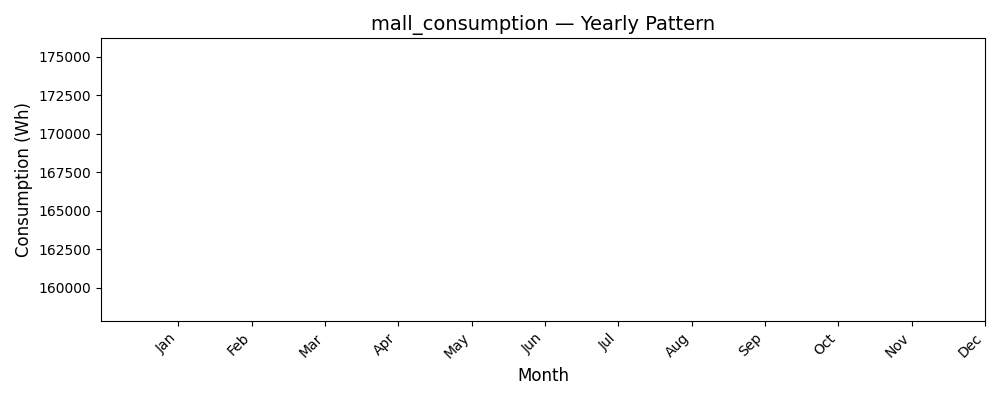 mall_consumption — Yearly Pattern
Consumption (Wh)
175000
172500
170000
167500
165000
162500
160000
Jan Feb Mar Apr May Jun Jul Aug Sep Oct Nov Dec
Month